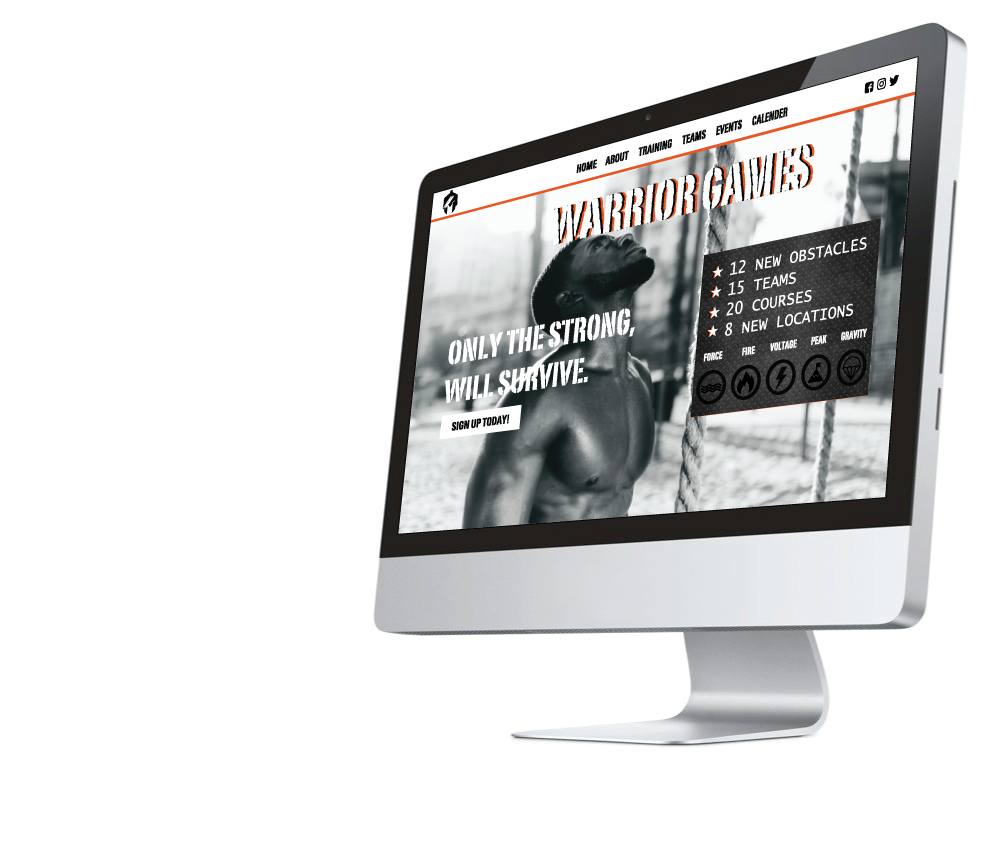 HOME ABOUT TRAINING TEAMS EVENTS CALENDER
WARRIOR GAMES
12 NEW OBSTACLES
15 TEAMS
20 COURSES
8 NEW LOCATIONS
FORCE FIRE VOLTAGE PEAK GRAVITY
ONLY THE STRONG,
WILL SURVIVE.
SIGN UP TODAY!